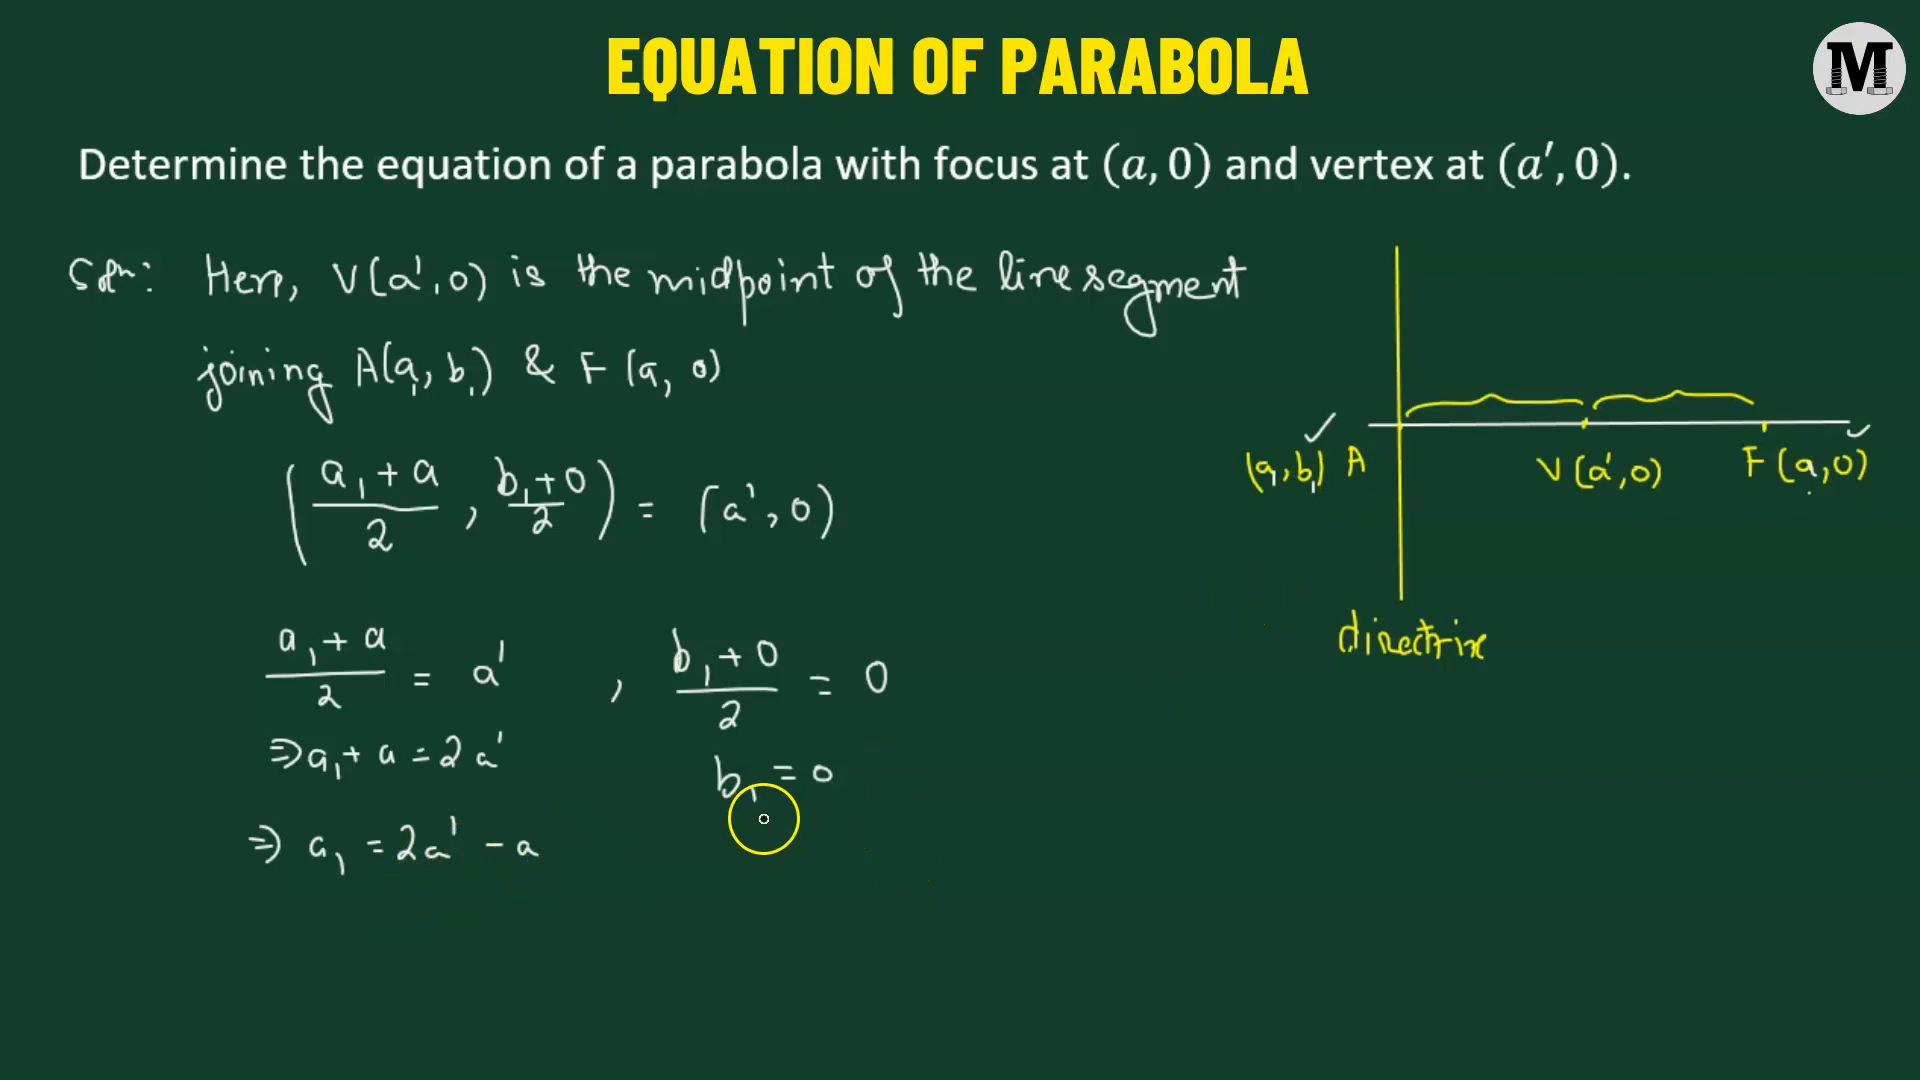 EQUATION OF PARABOLA
M
Determine the equation of a parabola with focus at (a, 0) and vertex at (a′, 0).
Soln: Here, V(a', 0) is the midpoint of the line segment
joining A(a₁, b₁) & F(a, 0)
((a₁ + a)/2 , (b₁ + 0)/2) = (a', 0)
(a₁ + a)/2 = a' , (b₁ + 0)/2 = 0
⇒ a₁ + a = 2a' b₁ = 0
⇒ a₁ = 2a' - a
(a₁, b₁) A V(a', 0) F(a, 0)
directrix